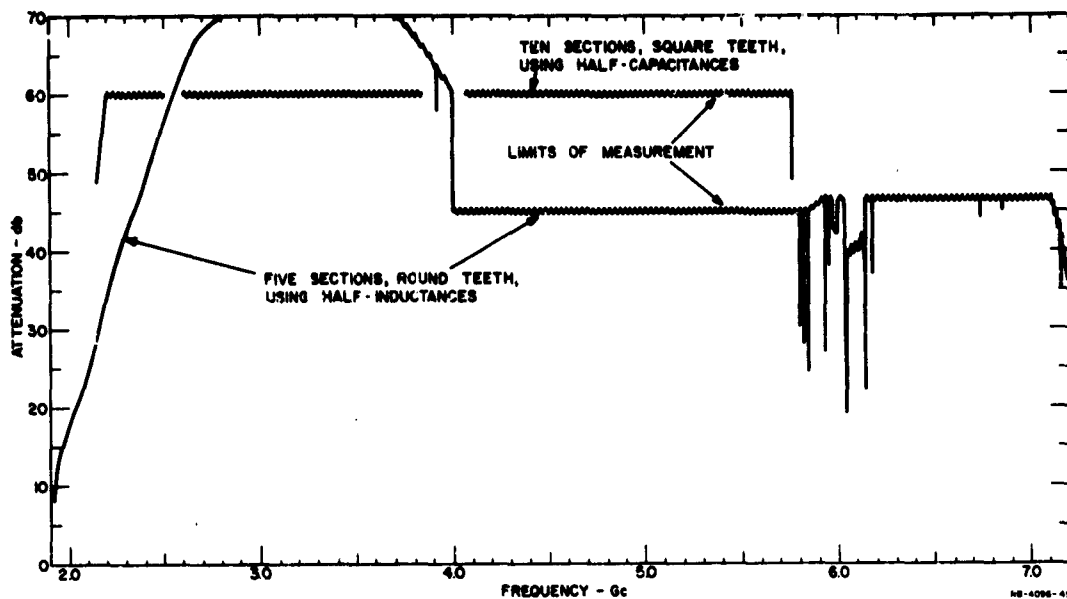 70
60
50
40
30
20
10
0
ATTENUATION - db
TEN SECTIONS, SQUARE TEETH,
USING HALF-CAPACITANCES
LIMITS OF MEASUREMENT
FIVE SECTIONS, ROUND TEETH,
USING HALF-INDUCTANCES
2.0 3.0 4.0 5.0 6.0 7.0
FREQUENCY - Gc